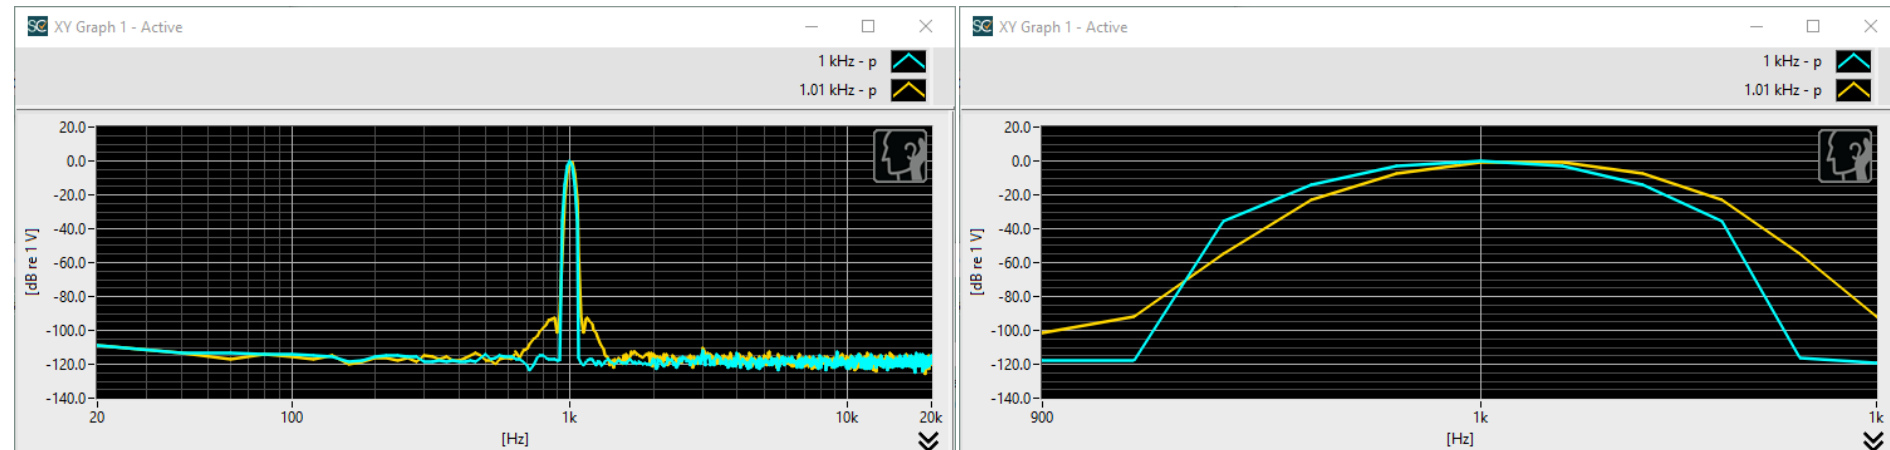 SC XY Graph 1 - Active
1 kHz - p
1.01 kHz - p
20.0
0.0
-20.0
-40.0
-60.0
-80.0
-100.0
-120.0
-140.0
[dB re 1 V]
20 100 1k 10k 20k
[Hz]
SC XY Graph 1 - Active
1 kHz - p
1.01 kHz - p
20.0
0.0
-20.0
-40.0
-60.0
-80.0
-100.0
-120.0
-140.0
[dB re 1 V]
900 1k 1k
[Hz]